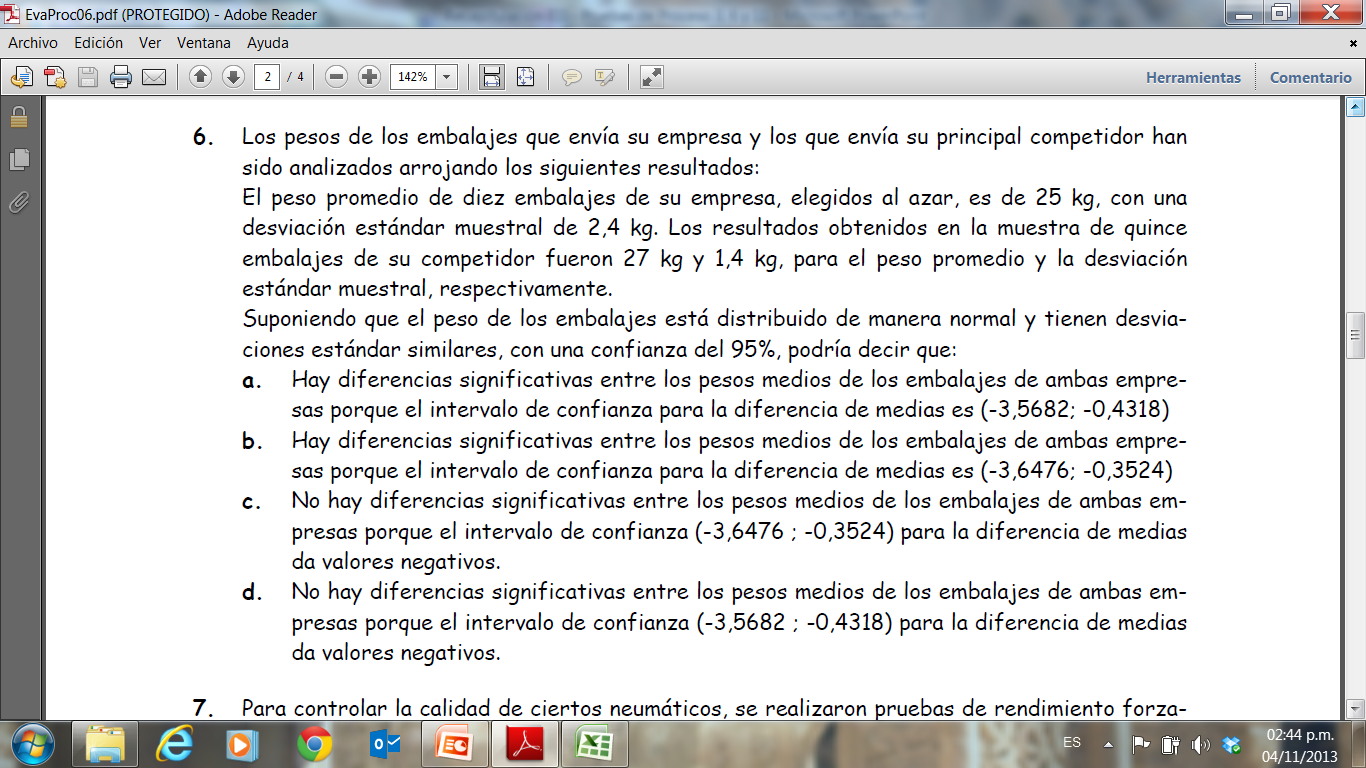 EvaProc06.pdf (PROTEGIDO) - Adobe Reader
Archivo Edición Ver Ventana Ayuda
2 / 4 142% Herramientas Comentario
6. Los pesos de los embalajes que envía su empresa y los que envía su principal competidor han
sido analizados arrojando los siguientes resultados:
El peso promedio de diez embalajes de su empresa, elegidos al azar, es de 25 kg, con una
desviación estándar muestral de 2,4 kg. Los resultados obtenidos en la muestra de quince
embalajes de su competidor fueron 27 kg y 1,4 kg, para el peso promedio y la desviación
estándar muestral, respectivamente.
Suponiendo que el peso de los embalajes está distribuido de manera normal y tienen desvia-
ciones estándar similares, con una confianza del 95%, podría decir que:
a. Hay diferencias significativas entre los pesos medios de los embalajes de ambas empre-
sas porque el intervalo de confianza para la diferencia de medias es (-3,5682; -0,4318)
b. Hay diferencias significativas entre los pesos medios de los embalajes de ambas empre-
sas porque el intervalo de confianza para la diferencia de medias es (-3,6476; -0,3524)
c. No hay diferencias significativas entre los pesos medios de los embalajes de ambas em-
presas porque el intervalo de confianza (-3,6476 ; -0,3524) para la diferencia de medias
da valores negativos.
d. No hay diferencias significativas entre los pesos medios de los embalajes de ambas em-
presas porque el intervalo de confianza (-3,5682 ; -0,4318) para la diferencia de medias
da valores negativos.
7. Para controlar la calidad de ciertos neumáticos, se realizaron pruebas de rendimiento forza-
ES
02:44 p.m.
04/11/2013